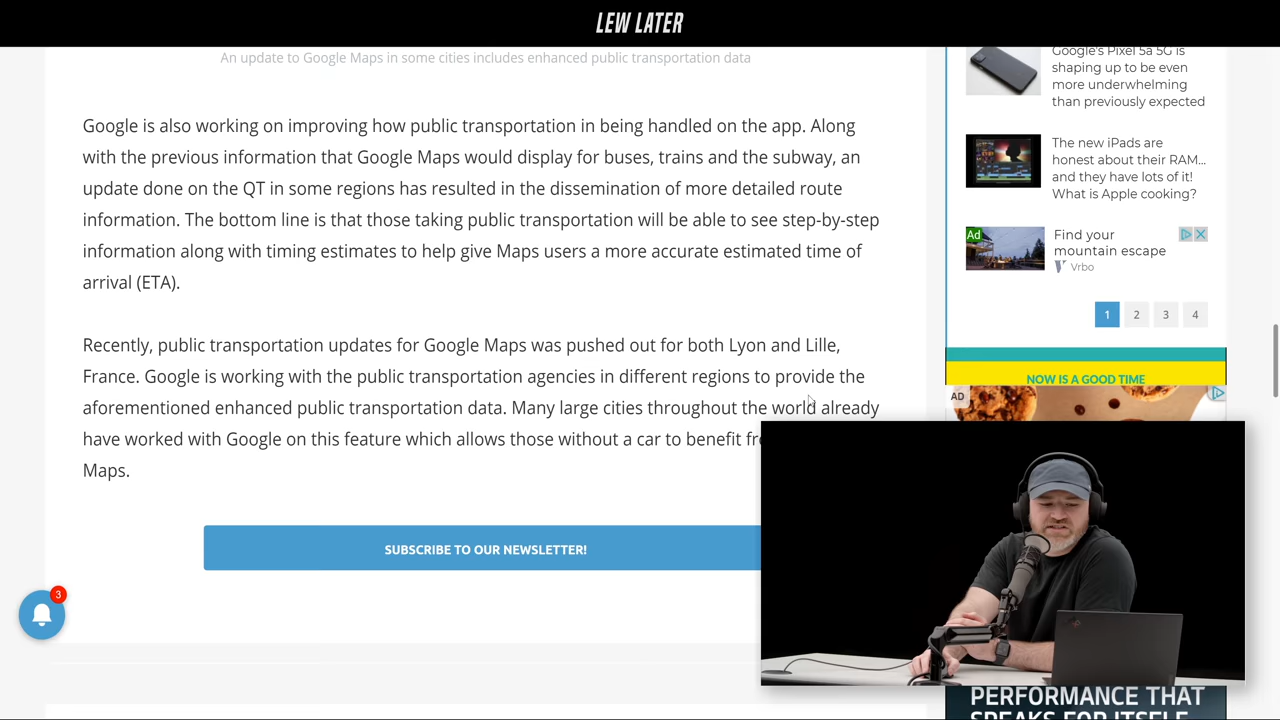 LEW LATER
An update to Google Maps in some cities includes enhanced public transportation data
Google is also working on improving how public transportation in being handled on the app. Along
with the previous information that Google Maps would display for buses, trains and the subway, an
update done on the QT in some regions has resulted in the dissemination of more detailed route
information. The bottom line is that those taking public transportation will be able to see step-by-step
information along with timing estimates to help give Maps users a more accurate estimated time of
arrival (ETA).
Recently, public transportation updates for Google Maps was pushed out for both Lyon and Lille,
France. Google is working with the public transportation agencies in different regions to provide the
aforementioned enhanced public transportation data. Many large cities throughout the world already
have worked with Google on this feature which allows those without a car to benefit
Maps.
SUBSCRIBE TO OUR NEWSLETTER!
3
Google's Pixel 5a 5G is
shaping up to be even
more underwhelming
than previously expected
The new iPads are
honest about their RAM...
and they have lots of it!
What is Apple cooking?
Ad
Find your
mountain escape
Vrbo
1 2 3 4
NOW IS A GOOD TIME
AD
PERFORMANCE THAT
SPEAKS FOR ITSELF